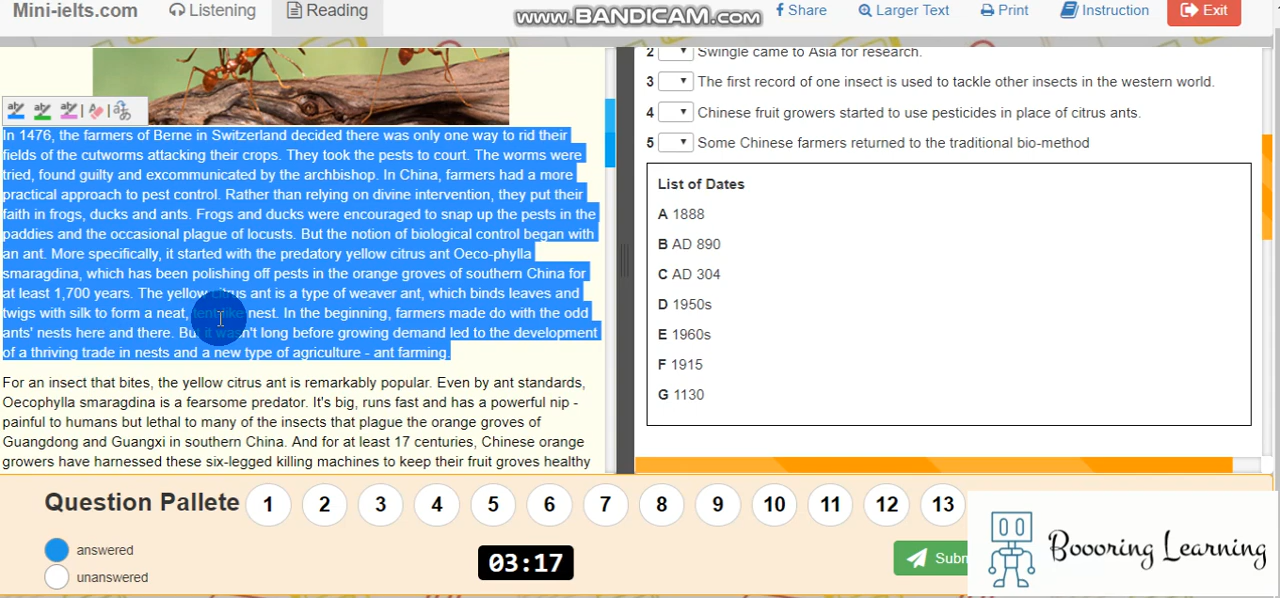 Mini-ielts.com
Listening
Reading
www.BANDICAM.com
Share
Larger Text
Print
Instruction
Exit
In 1476, the farmers of Berne in Switzerland decided there was only one way to rid their
fields of the cutworms attacking their crops. They took the pests to court. The worms were
tried, found guilty and excommunicated by the archbishop. In China, farmers had a more
practical approach to pest control. Rather than relying on divine intervention, they put their
faith in frogs, ducks and ants. Frogs and ducks were encouraged to snap up the pests in the
paddies and the occasional plague of locusts. But the notion of biological control began with
an ant. More specifically, it started with the predatory yellow citrus ant Oeco-phylla
smaragdina, which has been polishing off pests in the orange groves of southern China for
at least 1,700 years. The yellow citrus ant is a type of weaver ant, which binds leaves and
twigs with silk to form a neat, tent-like nest. In the beginning, farmers made do with the odd
ants' nests here and there. But it wasn't long before growing demand led to the development
of a thriving trade in nests and a new type of agriculture - ant farming.
For an insect that bites, the yellow citrus ant is remarkably popular. Even by ant standards,
Oecophylla smaragdina is a fearsome predator. It's big, runs fast and has a powerful nip -
painful to humans but lethal to many of the insects that plague the orange groves of
Guangdong and Guangxi in southern China. And for at least 17 centuries, Chinese orange
growers have harnessed these six-legged killing machines to keep their fruit groves healthy
2 Swingle came to Asia for research.
3 The first record of one insect is used to tackle other insects in the western world.
4 Chinese fruit growers started to use pesticides in place of citrus ants.
5 Some Chinese farmers returned to the traditional bio-method
List of Dates
A 1888
B AD 890
C AD 304
D 1950s
E 1960s
F 1915
G 1130
Question Pallete 1 2 3 4 5 6 7 8 9 10 11 12 13
answered
unanswered
03:17
Subm
Boooring Learning